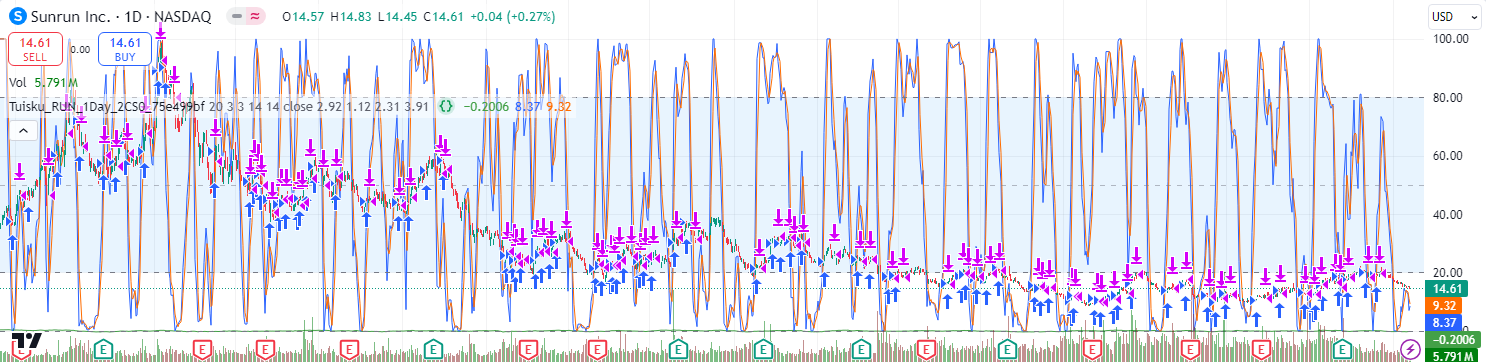 S Sunrun Inc. · 1D · NASDAQ O14.57 H14.83 L14.45 C14.61 +0.04 (+0.27%)
USD
14.61 SELL 0.00 14.61 BUY
Vol 5.791 M
Tuisku_RUN_1Day_2CS0_75e499bf 20 3 3 14 14 close 2.92 1.12 2.31 3.91 {} −0.2006 8.37 9.32
100.00
80.00
60.00
40.00
20.00
14.61
9.32
8.37
−0.2006
5.791 M
E E E E E E E E E E E E E E E